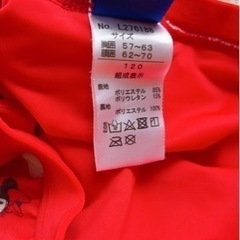 No. L276188
サイズ
胸囲 57~63
胴囲 62~70
120
組成表示
表地 ポリエステル 85%
ポリウレタン 15%
裏地 ポリエステル 100%